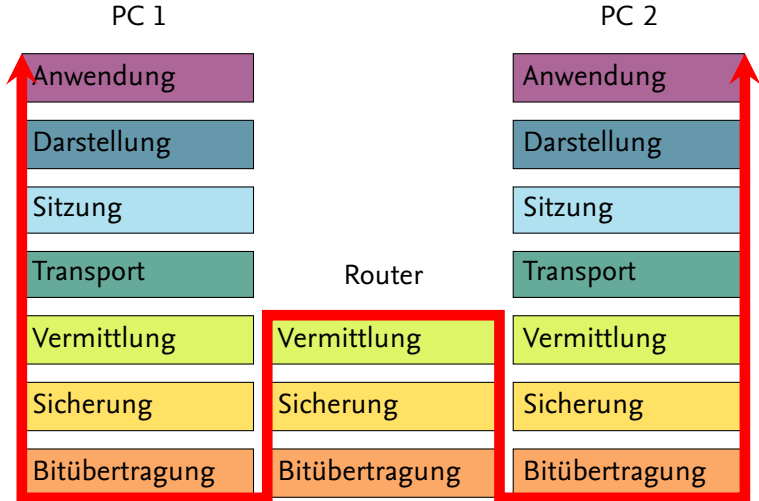 PC 1
PC 2
Anwendung
Anwendung
Darstellung
Darstellung
Sitzung
Sitzung
Transport
Router
Transport
Vermittlung
Vermittlung
Vermittlung
Sicherung
Sicherung
Sicherung
Bitübertragung
Bitübertragung
Bitübertragung